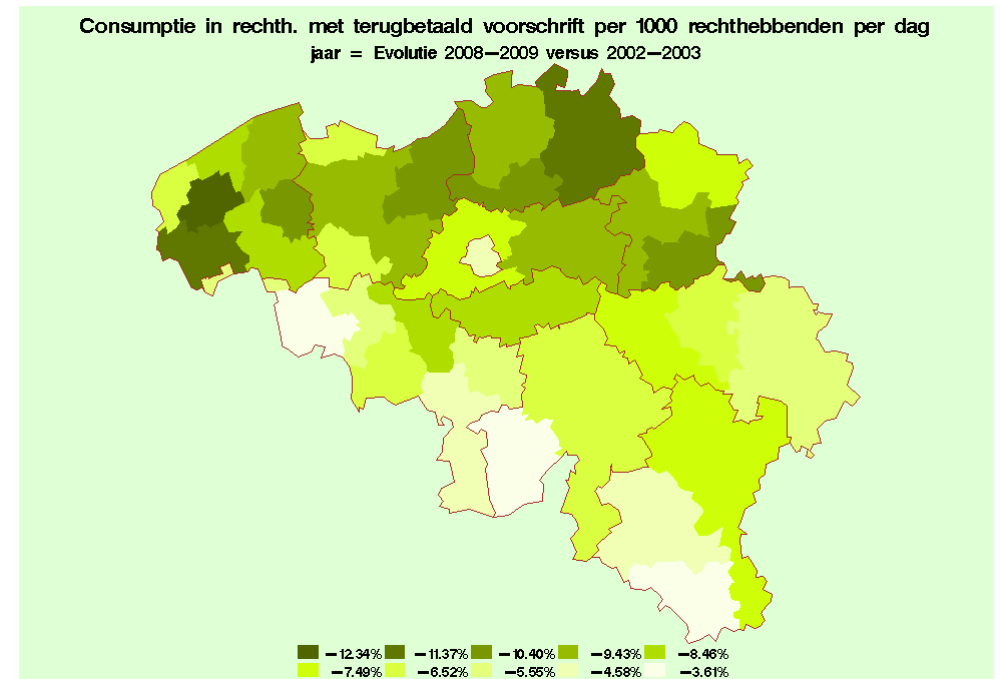 Consumptie in rechth. met terugbetaald voorschrift per 1000 rechthebbenden per dag
jaar = Evolutie 2008—2009 versus 2002—2003
—12.34% —11.37% —10.40% —9.43% —8.46%
—7.49% —6.52% —5.55% —4.58% —3.61%